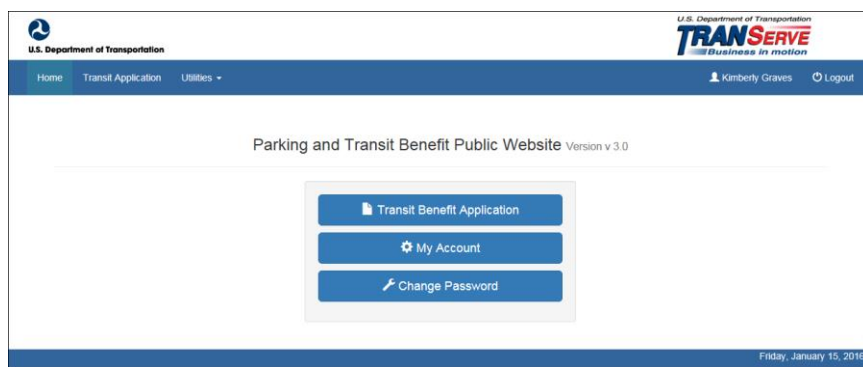 U.S. Department of Transportation
U.S. Department of Transportation
TRANSERVE
Business in motion
Home Transit Application Utilities Kimberly Graves Logout
Parking and Transit Benefit Public Website Version v 3.0
Transit Benefit Application
My Account
Change Password
Friday, January 15, 2016